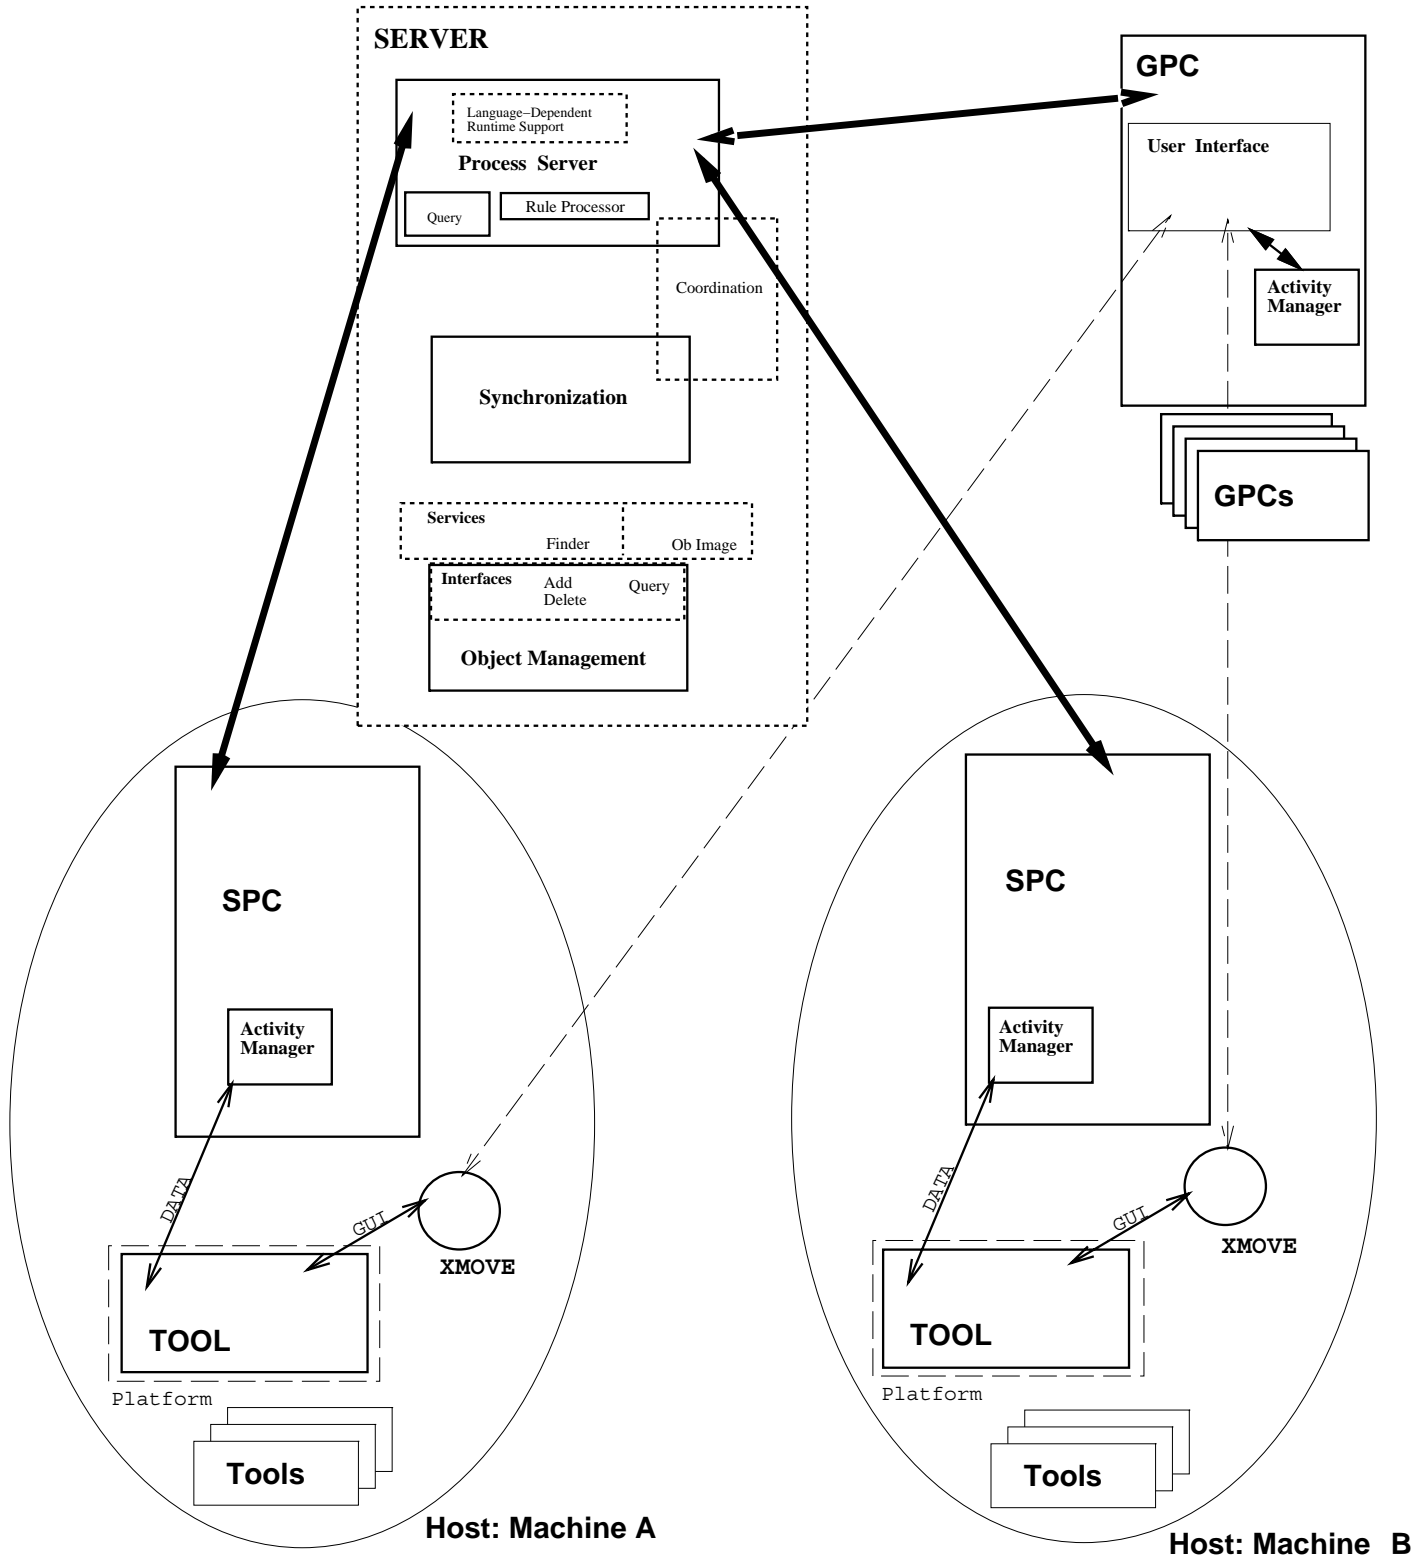 SERVER
Language-Dependent
Runtime Support
Process Server
Query
Rule Processor
Coordination
Synchronization
Services
Finder
Ob Image
Interfaces
Add
Delete
Query
Object Management
GPC
User Interface
Activity
Manager
GPCs
SPC
Activity
Manager
DATA
GUI
XMOVE
TOOL
Platform
Tools
Host: Machine A
SPC
Activity
Manager
DATA
GUI
XMOVE
TOOL
Platform
Tools
Host: Machine B